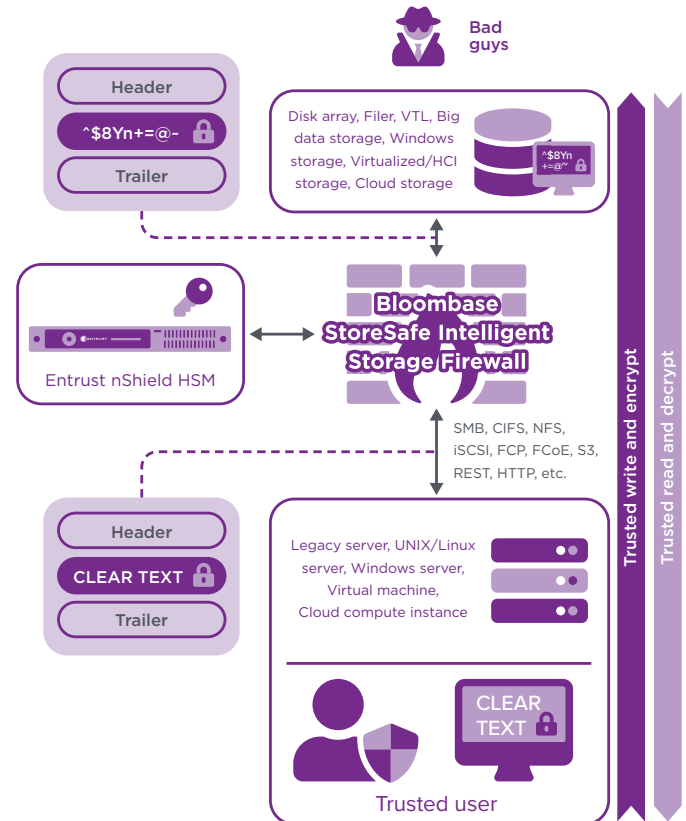 Bad
guys
Header
^$8Yn+=@~
Trailer
Disk array, Filer, VTL, Big
data storage, Windows
storage, Virtualized/HCI
storage, Cloud storage
^$8Yn
+=@~
Bloombase
StoreSafe Intelligent
Storage Firewall
ENTRUST
Entrust nShield HSM
SMB, CIFS, NFS,
iSCSI, FCP, FCoE, S3,
REST, HTTP, etc.
Header
CLEAR TEXT
Trailer
Legacy server, UNIX/Linux
server, Windows server,
Virtual machine,
Cloud compute instance
CLEAR
TEXT
Trusted user
Trusted write and encrypt
Trusted read and decrypt